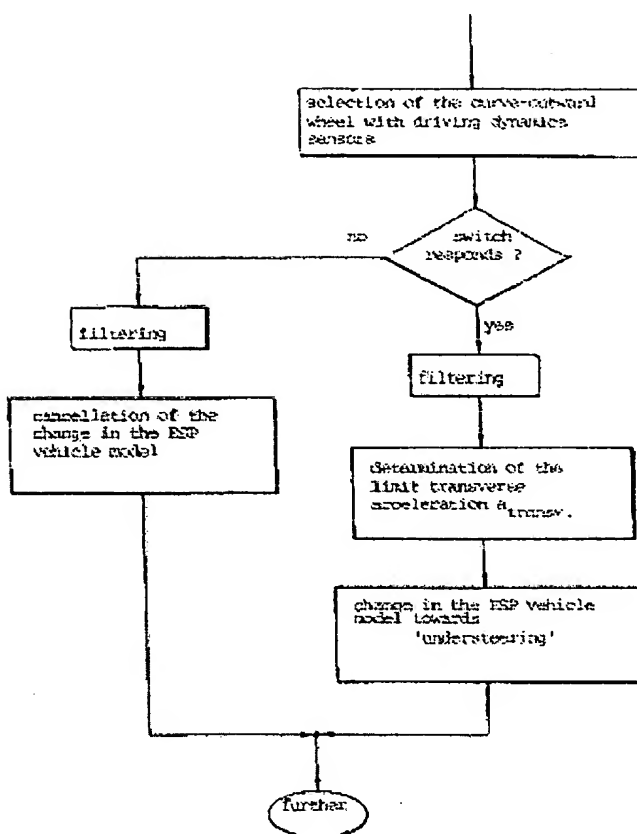 selection of the curve-outward
wheel with driving dynamics
sensors
switch
responds ?
no
yes
filtering
filtering
cancellation of the
change in the ESP
vehicle model
determination of the
limit transverse
acceleration a transv.
change in the ESP vehicle
model towards
'understeering'
further